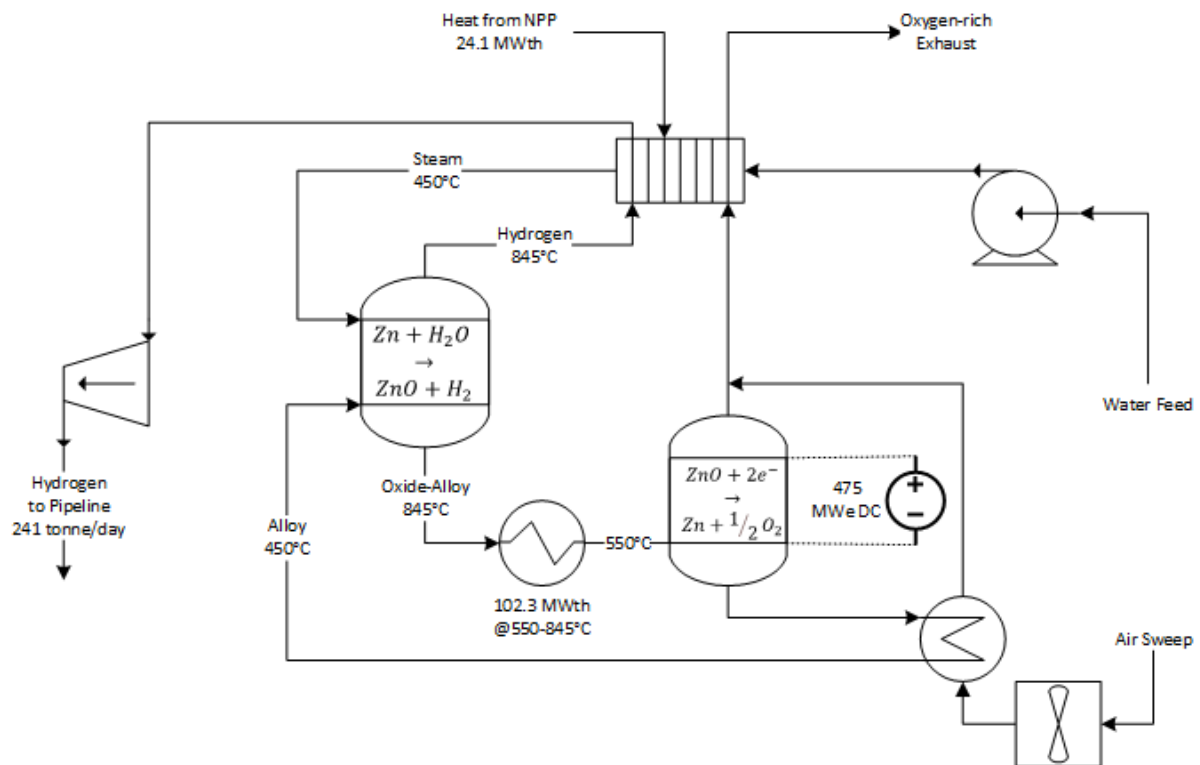 Heat from NPP
24.1 MWth
Oxygen-rich
Exhaust
Steam
450°C
Hydrogen
845°C
Zn + H₂O
→
ZnO + H₂
Water Feed
Hydrogen
to Pipeline
241 tonne/day
Alloy
450°C
Oxide-Alloy
845°C
102.3 MWth
@550-845°C
550°C
ZnO + 2e⁻
→
Zn + 1/2 O₂
475
MWe DC
+
−
Air Sweep